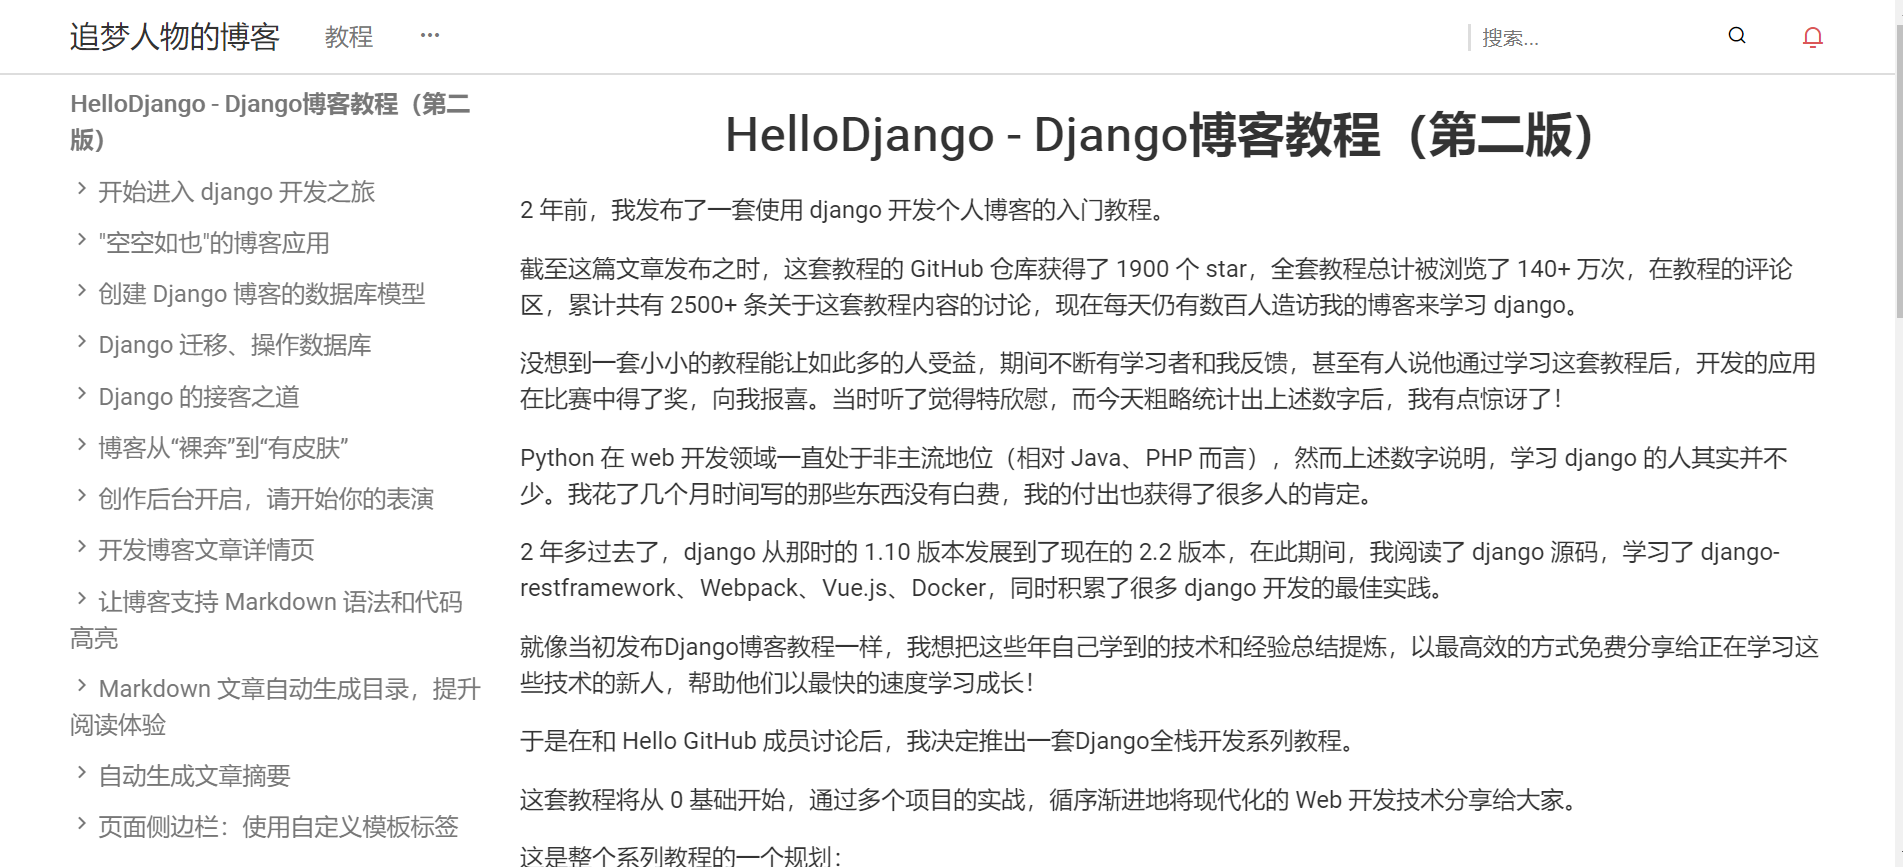 追梦人物的博客 教程 ··· 搜索...
HelloDjango - Django博客教程（第二
版）
开始进入 django 开发之旅
"空空如也"的博客应用
创建 Django 博客的数据库模型
Django 迁移、操作数据库
Django 的接客之道
博客从“裸奔”到“有皮肤”
创作后台开启，请开始你的表演
开发博客文章详情页
让博客支持 Markdown 语法和代码
高亮
Markdown 文章自动生成目录，提升
阅读体验
自动生成文章摘要
页面侧边栏：使用自定义模板标签
HelloDjango - Django博客教程（第二版）
2 年前，我发布了一套使用 django 开发个人博客的入门教程。
截至这篇文章发布之时，这套教程的 GitHub 仓库获得了 1900 个 star，全套教程总计被浏览了 140+ 万次，在教程的评论
区，累计共有 2500+ 条关于这套教程内容的讨论，现在每天仍有数百人造访我的博客来学习 django。
没想到一套小小的教程能让如此多的人受益，期间不断有学习者和我反馈，甚至有人说他通过学习这套教程后，开发的应用
在比赛中得了奖，向我报喜。当时听了觉得特欣慰，而今天粗略统计出上述数字后，我有点惊讶了！
Python 在 web 开发领域一直处于非主流地位（相对 Java、PHP 而言），然而上述数字说明，学习 django 的人其实并不
少。我花了几个月时间写的那些东西没有白费，我的付出也获得了很多人的肯定。
2 年多过去了，django 从那时的 1.10 版本发展到了现在的 2.2 版本，在此期间，我阅读了 django 源码，学习了 django-
restframework、Webpack、Vue.js、Docker，同时积累了很多 django 开发的最佳实践。
就像当初发布Django博客教程一样，我想把这些年自己学到的技术和经验总结提炼，以最高效的方式免费分享给正在学习这
些技术的新人，帮助他们以最快的速度学习成长！
于是在和 Hello GitHub 成员讨论后，我决定推出一套Django全栈开发系列教程。
这套教程将从 0 基础开始，通过多个项目的实战，循序渐进地将现代化的 Web 开发技术分享给大家。
这是整个系列教程的一个规划：